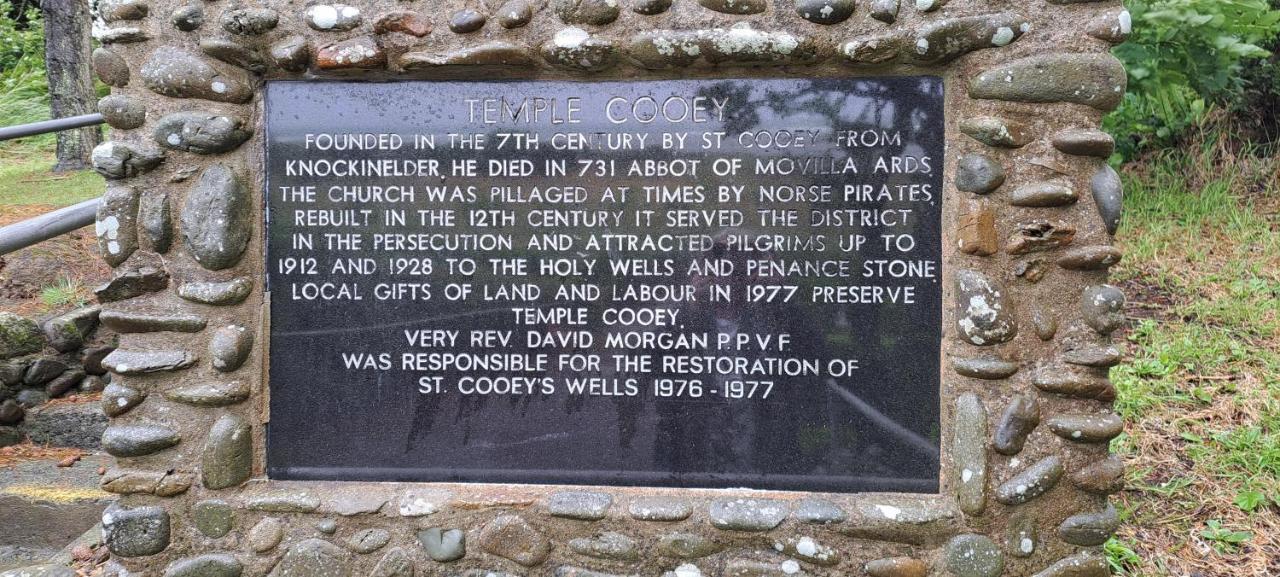 TEMPLE COOEY
FOUNDED IN THE 7TH CENTURY BY ST COOEY FROM
KNOCKINELDER. HE DIED IN 731 ABBOT OF MOVILLA ARDS
THE CHURCH WAS PILLAGED AT TIMES BY NORSE PIRATES,
REBUILT IN THE 12TH CENTURY IT SERVED THE DISTRICT
IN THE PERSECUTION AND ATTRACTED PILGRIMS UP TO
1912 AND 1928 TO THE HOLY WELLS AND PENANCE STONE.
LOCAL GIFTS OF LAND AND LABOUR IN 1977 PRESERVE
TEMPLE COOEY.
VERY REV. DAVID MORGAN P.P. V.F
WAS RESPONSIBLE FOR THE RESTORATION OF
ST. COOEY'S WELLS 1976 - 1977